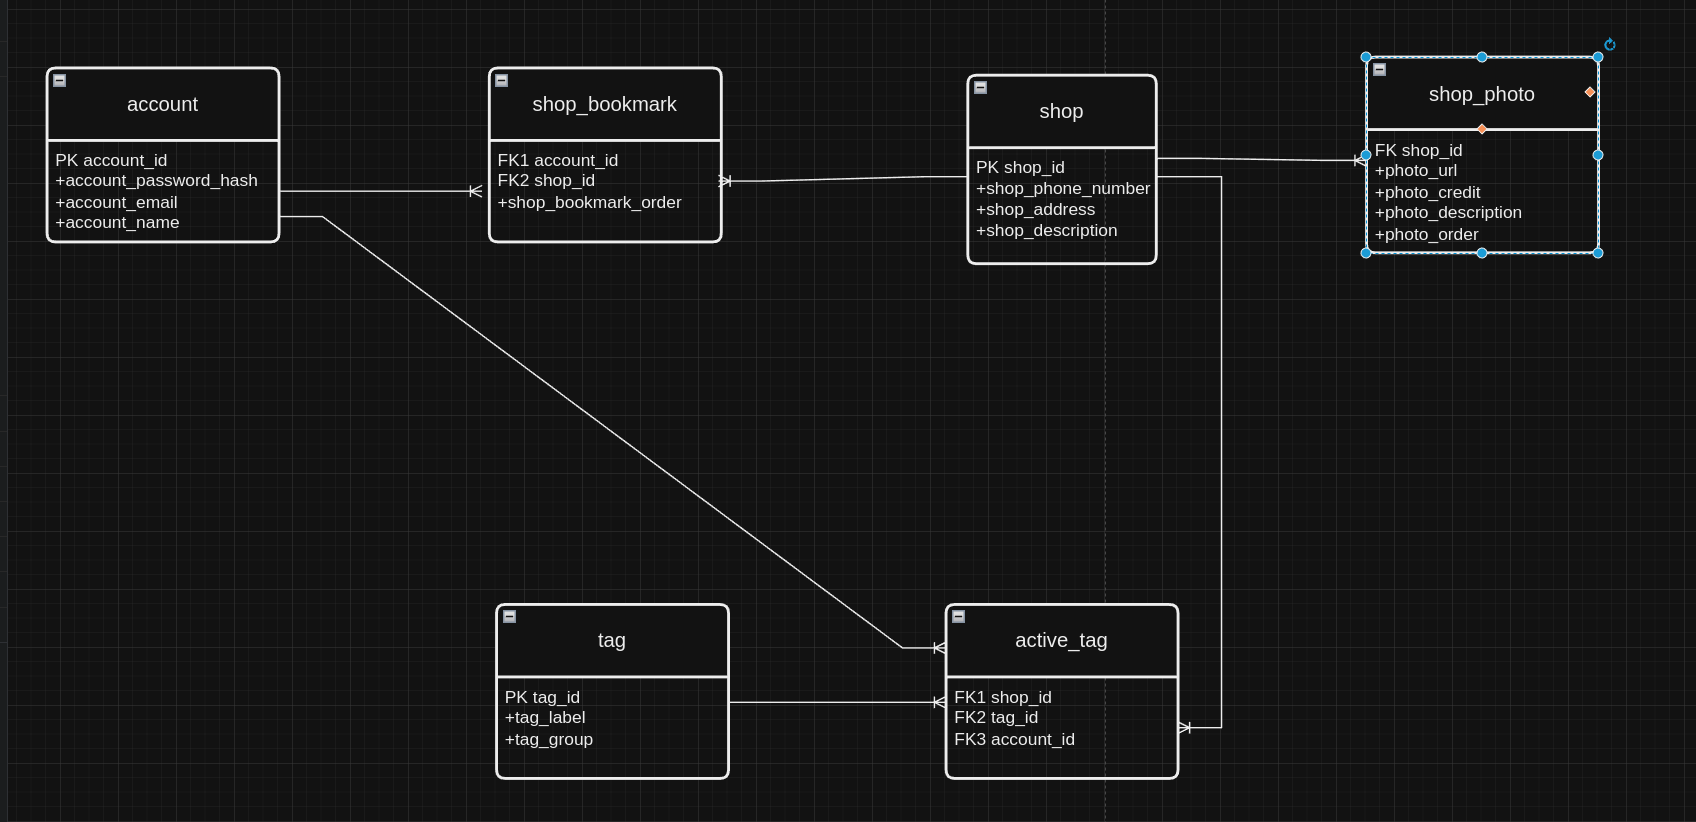 account
PK account_id
+account_password_hash
+account_email
+account_name
shop_bookmark
FK1 account_id
FK2 shop_id
+shop_bookmark_order
shop
PK shop_id
+shop_phone_number
+shop_address
+shop_description
shop_photo
FK shop_id
+photo_url
+photo_credit
+photo_description
+photo_order
tag
PK tag_id
+tag_label
+tag_group
active_tag
FK1 shop_id
FK2 tag_id
FK3 account_id